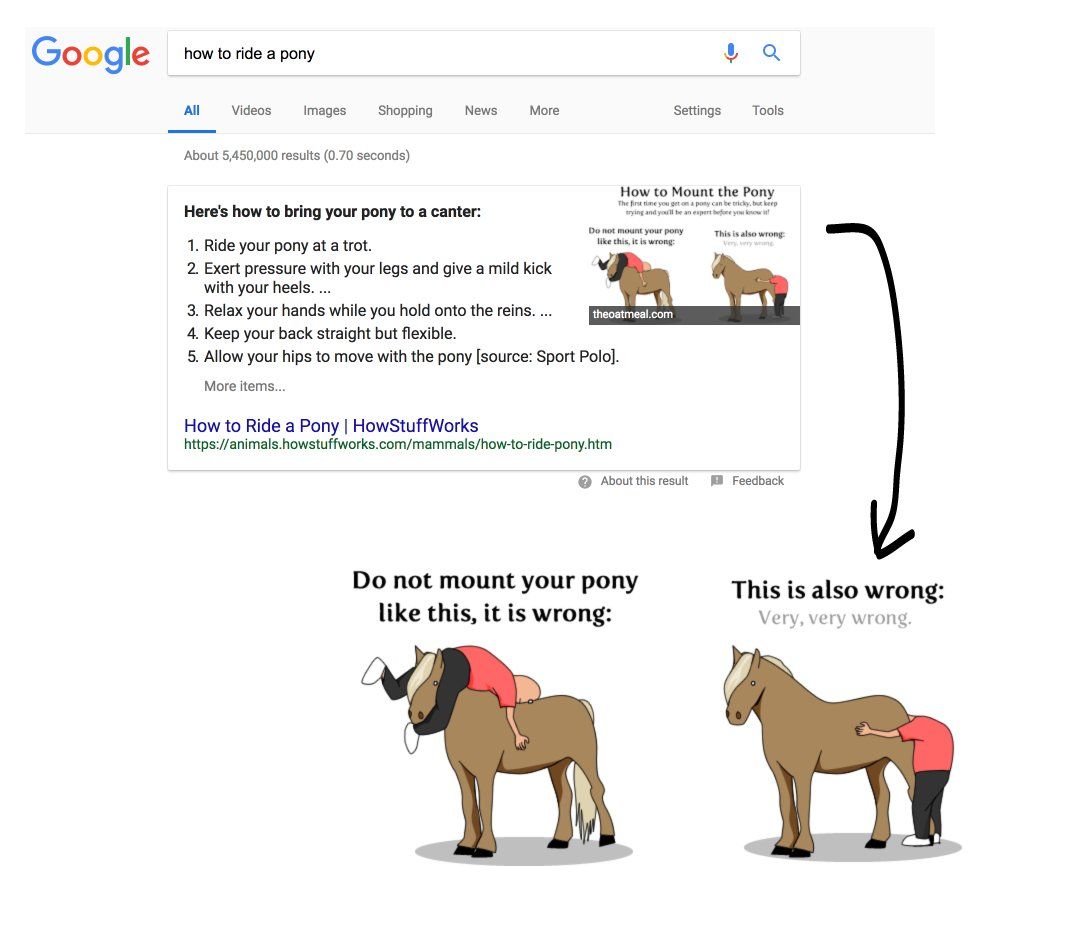 Google
how to ride a pony
All Videos Images Shopping News More Settings Tools
About 5,450,000 results (0.70 seconds)
Here's how to bring your pony to a canter:
1. Ride your pony at a trot.
2. Exert pressure with your legs and give a mild kick
with your heels. ...
3. Relax your hands while you hold onto the reins. ...
4. Keep your back straight but flexible.
5. Allow your hips to move with the pony [source: Sport Polo].
More items...
How to Mount the Pony
The first time you get on a pony can be tricky, but keep
trying and you'll be an expert before you know it!
Do not mount your pony
like this, it is wrong:
This is also wrong:
Very, very wrong.
theoatmeal.com
How to Ride a Pony | HowStuffWorks
https://animals.howstuffworks.com/mammals/how-to-ride-pony.htm
About this result Feedback
Do not mount your pony
like this, it is wrong:
This is also wrong:
Very, very wrong.